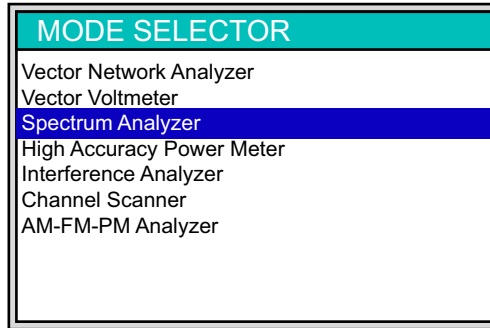 MODE SELECTOR
Vector Network Analyzer
Vector Voltmeter
Spectrum Analyzer
High Accuracy Power Meter
Interference Analyzer
Channel Scanner
AM-FM-PM Analyzer